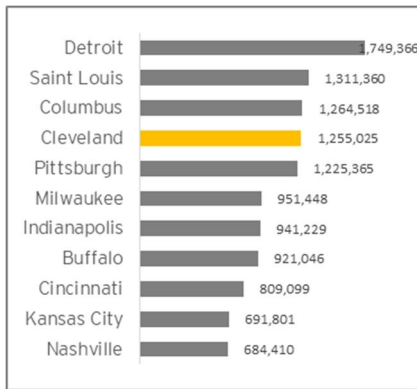 Detroit 1,749,366
Saint Louis 1,311,360
Columbus 1,264,518
Cleveland 1,255,025
Pittsburgh 1,225,365
Milwaukee 951,448
Indianapolis 941,229
Buffalo 921,046
Cincinnati 809,099
Kansas City 691,801
Nashville 684,410